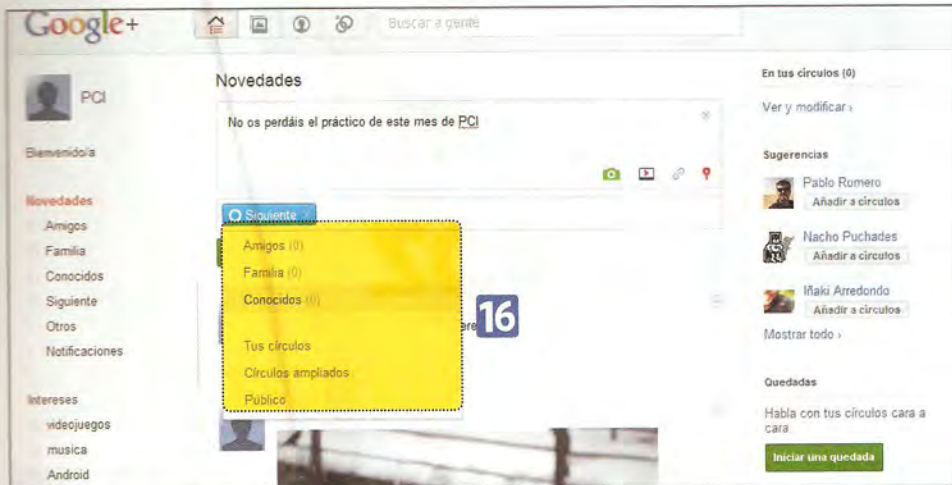 Google+
Buscar a gente
PCI
Bienvenido/a
Novedades
Amigos
Familia
Conocidos
Siguiente
Otros
Notificaciones
Intereses
videojuegos
musica
Android
Novedades
No os perdáis el práctico de este mes de PCI
Siguiente
Amigos (0)
Familia (0)
Conocidos (0)
Tus círculos
Círculos ampliados
Público
16
En tus círculos (0)
Ver y modificar ›
Sugerencias
Pablo Romero
Añadir a círculos
Nacho Puchades
Añadir a círculos
Iñaki Arredondo
Añadir a círculos
Mostrar todo ›
Quedadas
Habla con tus círculos cara a
cara.
Iniciar una quedada